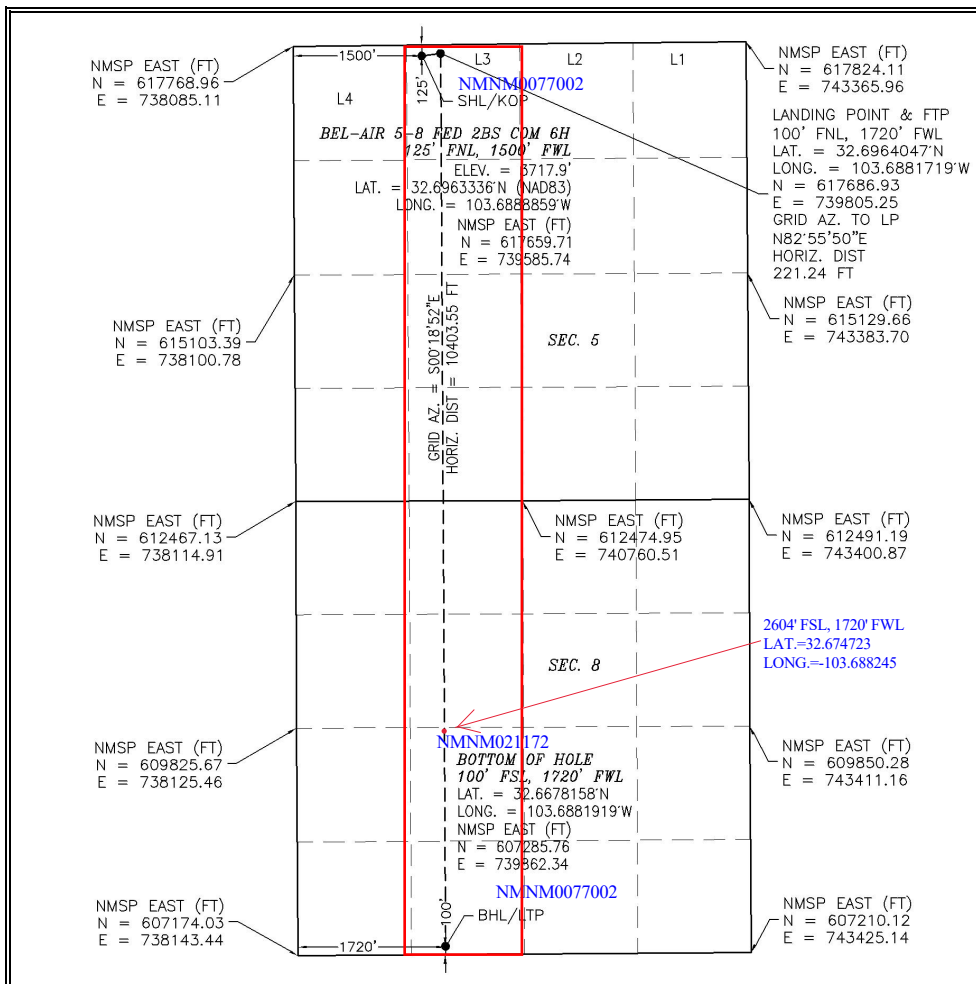 NMSP EAST (FT)
N = 617768.96
E = 738085.11
1500'
125'
L4
L3
L2
L1
NMNM0077002
SHL/KOP
BEL-AIR 5-8 FED 2BS COM 6H
125' FNL, 1500' FWL
ELEV. = 3717.9'
LAT. = 32.6963336°N (NAD83)
LONG. = 103.6888859°W
NMSP EAST (FT)
N = 617659.71
E = 739585.74
NMSP EAST (FT)
N = 617824.11
E = 743365.96
LANDING POINT & FTP
100' FNL, 1720' FWL
LAT. = 32.6964047°N
LONG. = 103.6881719°W
N = 617686.93
E = 739805.25
GRID AZ. TO LP
N82°55'50"E
HORIZ. DIST
221.24 FT
NMSP EAST (FT)
N = 615103.39
E = 738100.78
GRID AZ. = S00°18'52"E
HORIZ. DIST = 10403.55 FT
SEC. 5
NMSP EAST (FT)
N = 615129.66
E = 743383.70
NMSP EAST (FT)
N = 612467.13
E = 738114.91
NMSP EAST (FT)
N = 612474.95
E = 740760.51
NMSP EAST (FT)
N = 612491.19
E = 743400.87
2604' FSL, 1720' FWL
LAT.=32.674723
LONG.=-103.688245
SEC. 8
NMSP EAST (FT)
N = 609825.67
E = 738125.46
NMNM021172
BOTTOM OF HOLE
100' FSL, 1720' FWL
LAT. = 32.6678158°N
LONG. = 103.6881919°W
NMSP EAST (FT)
N = 607285.76
E = 739862.34
NMSP EAST (FT)
N = 609850.28
E = 743411.16
NMNM0077002
NMSP EAST (FT)
N = 607174.03
E = 738143.44
100'
BHL/LTP
1720'
NMSP EAST (FT)
N = 607210.12
E = 743425.14